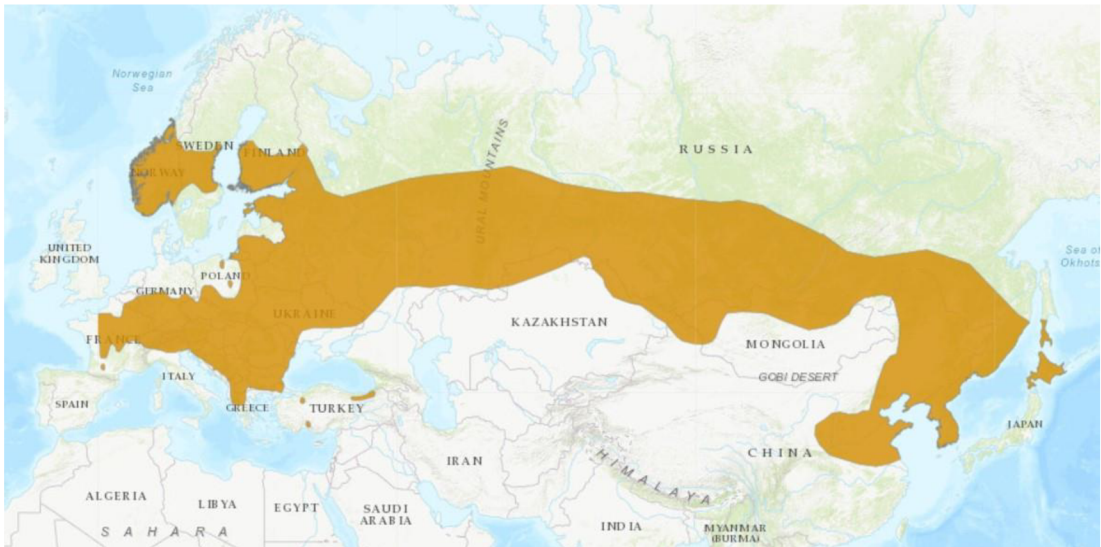 Norwegian
Sea
SWEDEN
FINLAND
NORWAY
URAL MOUNTAINS
RUSSIA
UNITED
KINGDOM
Sea of
Okhots
POLAND
GERMANY
UKRAINE
KAZAKHSTAN
FRANCE
MONGOLIA
ITALY
GOBI DESERT
SPAIN
GREECE
TURKEY
JAPAN
CHINA
IRAN
HIMALAYA
ALGERIA
LIBYA
EGYPT
SAUDI
ARABIA
SAHARA
INDIA
MYANMAR
(BURMA)